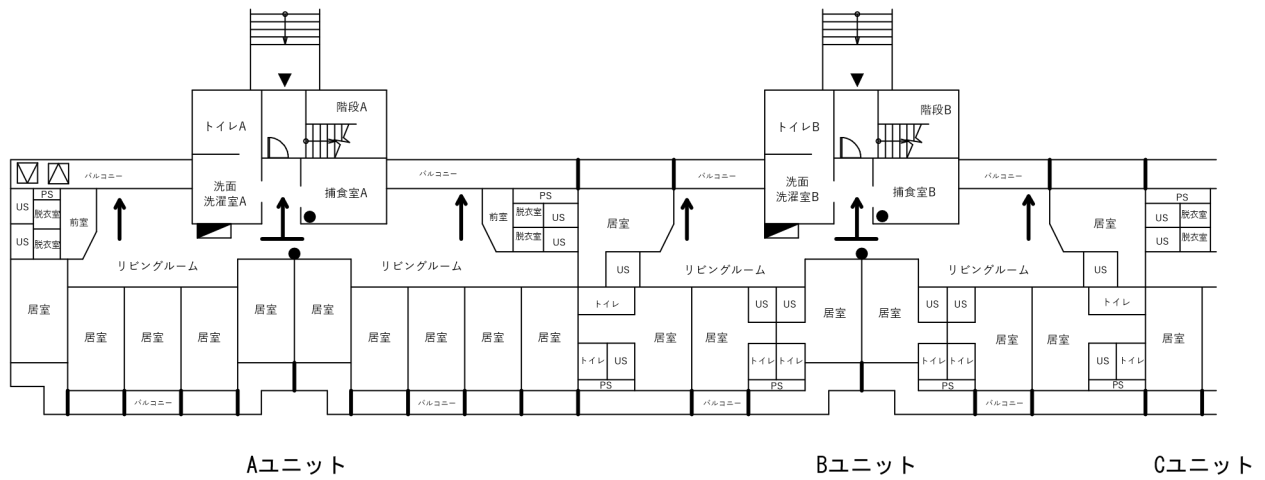 階段A
階段B
トイレA
トイレB
洗面
洗濯室A
捕食室A
洗面
洗濯室B
捕食室B
バルコニー
バルコニー
バルコニー
バルコニー
PS
US
脱衣室
前室
US
脱衣室
PS
前室
脱衣室
US
脱衣室
US
居室
US
居室
US
PS
US
脱衣室
US
脱衣室
リビングルーム
リビングルーム
リビングルーム
リビングルーム
居室
居室
居室
居室
居室
居室
居室
居室
居室
居室
トイレ
トイレ
US
PS
居室
居室
US
US
トイレ
トイレ
PS
居室
居室
US
US
トイレ
トイレ
PS
居室
居室
トイレ
US
トイレ
PS
居室
バルコニー
バルコニー
バルコニー
バルコニー
Aユニット
Bユニット
Cユニット